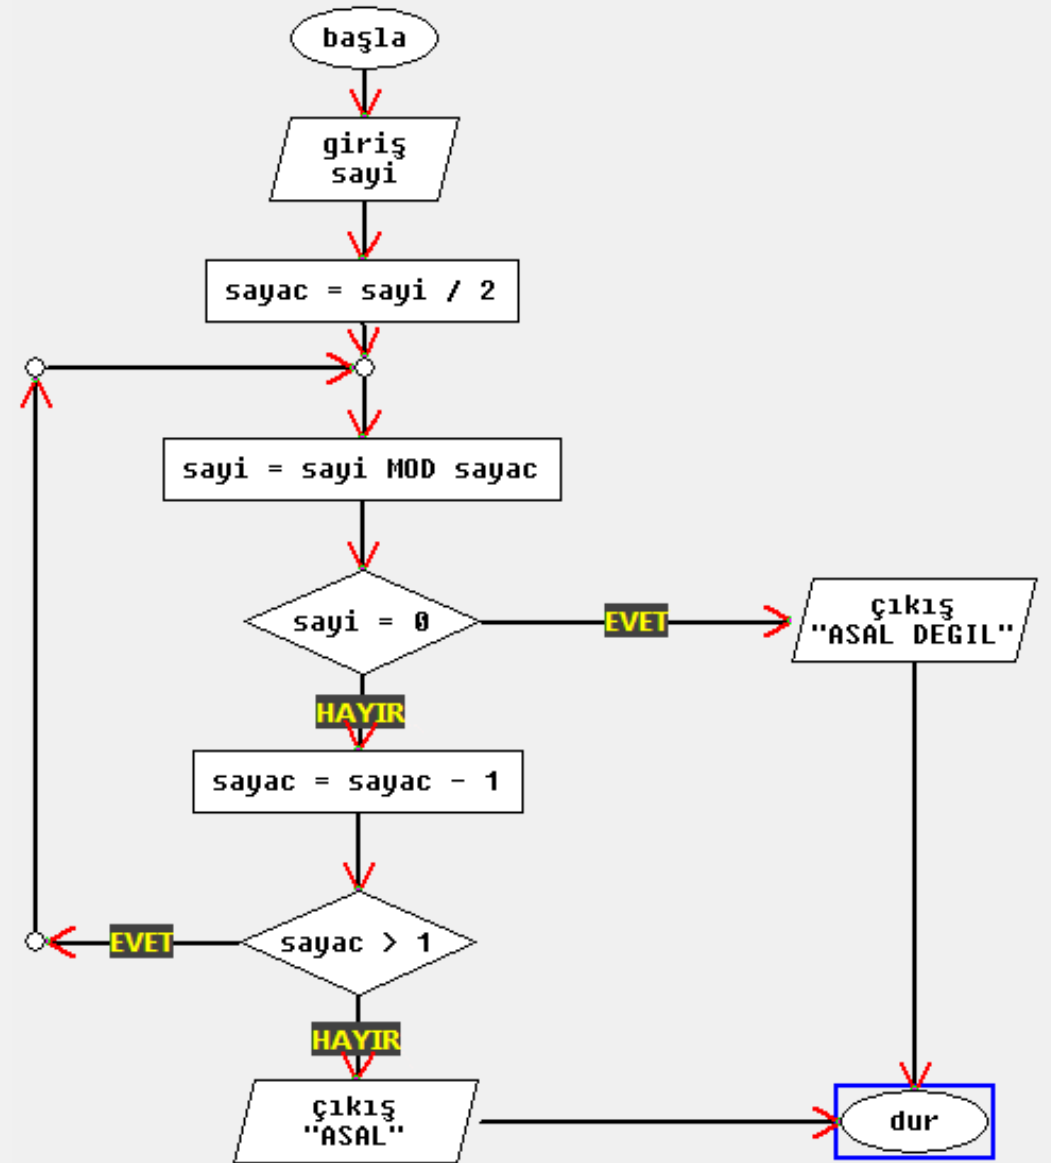 başla
giriş
sayi
sayac = sayi / 2
sayi = sayi MOD sayac
sayi = 0
EVET
çıkış
"ASAL DEGIL"
HAYIR
sayac = sayac - 1
sayac > 1
EVET
HAYIR
çıkış
"ASAL"
dur